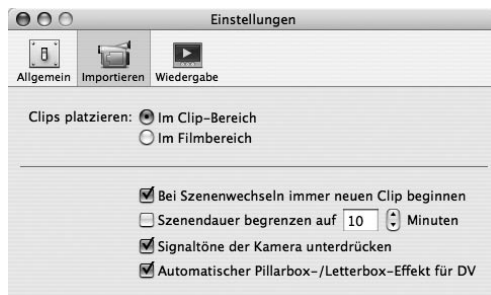 Einstellungen
Allgemein Importieren Wiedergabe
Clips platzieren: Im Clip-Bereich
Im Filmbereich
Bei Szenenwechseln immer neuen Clip beginnen
Szenendauer begrenzen auf 10 Minuten
Signaltöne der Kamera unterdrücken
Automatischer Pillarbox-/Letterbox-Effekt für DV